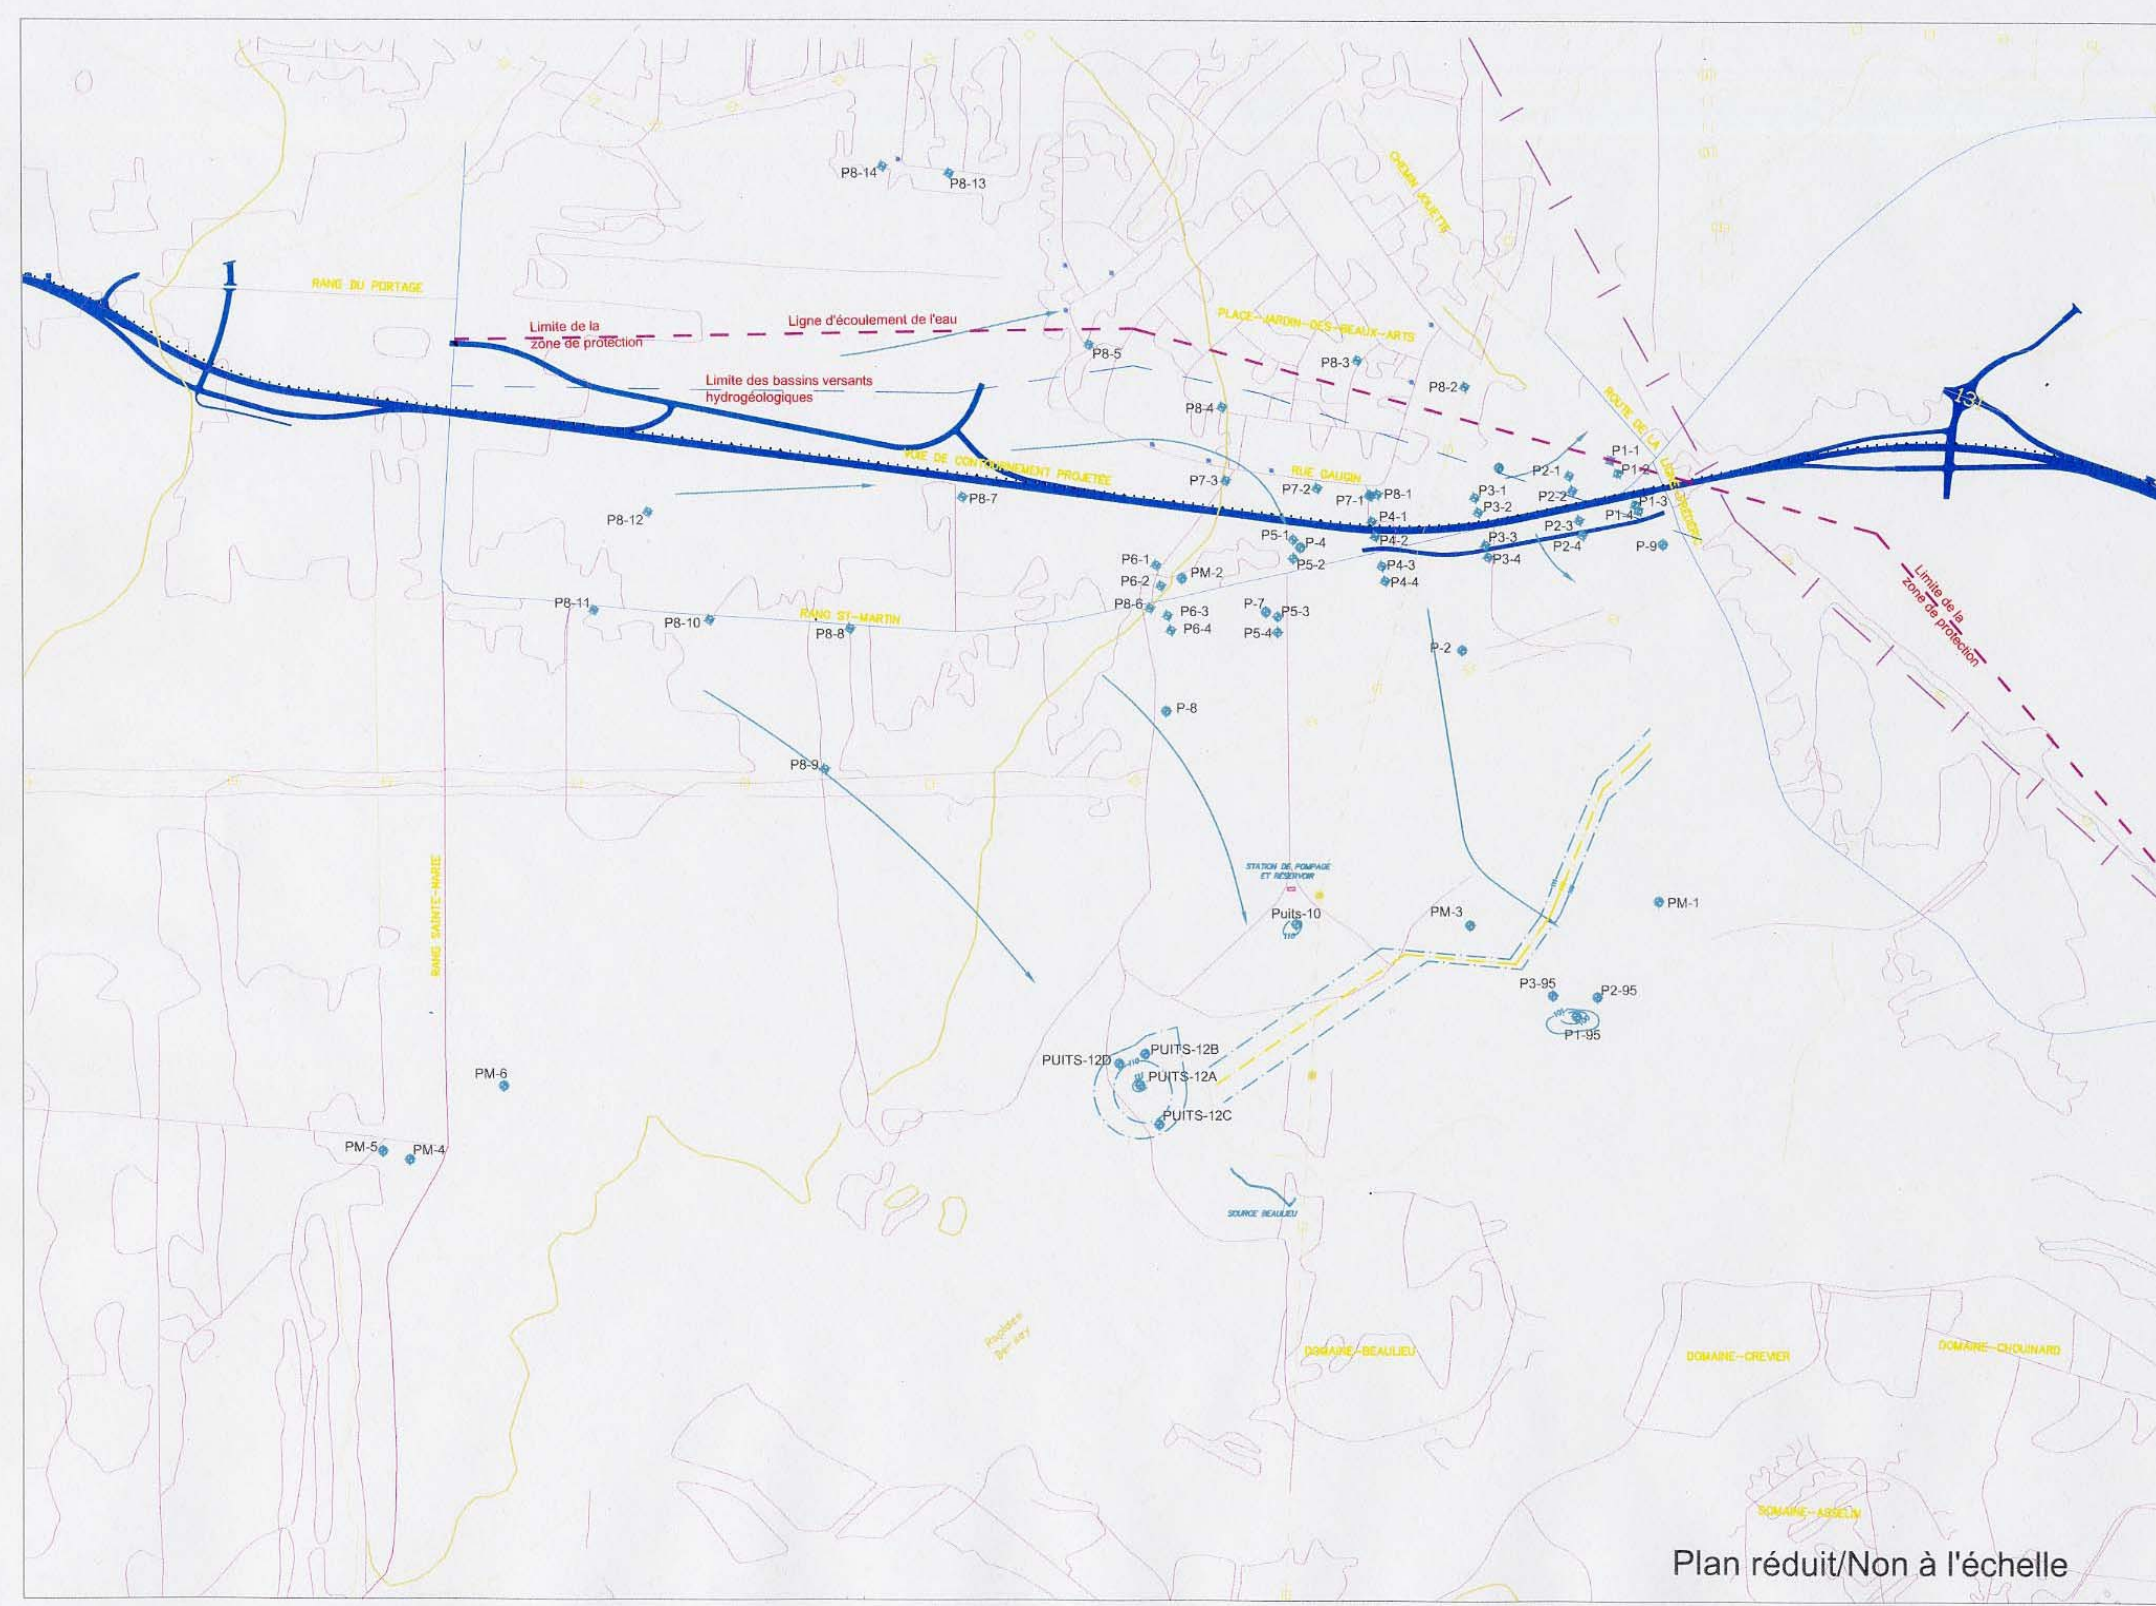 P8-14
P8-13
CHEMIN JOLIETTE
RANG DU PORTAGE
Limite de la
zone de protection
Ligne d'écoulement de l'eau
PLACE-JARDIN-DES-BEAUX-ARTS
P8-5
P8-3
P8-2
Limite des bassins versants
hydrogéologiques
P8-4
ROUTE DE LA
13
VOIE DE CONTOURNEMENT PROJETÉE
RUE GAUGIN
P1-1
P1-2
P2-1
P7-3
P7-2
P7-1
P8-1
P3-1
P2-2
P8-7
P3-2
P1-3
P1-4
P8-12
P4-1
P2-3
P5-1
P-4
P4-2
P3-3
P2-4
P-9
P6-1
P5-2
P4-3
P3-4
PM-2
P6-2
P4-4
P8-11
P8-6
P6-3
P-7
P5-3
P8-10
RANG ST-MARTIN
P8-8
P6-4
P5-4
P-2
Limite de la
zone de protection
P-8
P8-9
RANG SAINTE-MARIE
STATION DE POMPAGE
ET RÉSERVOIR
Puits-10
110
PM-3
PM-1
P3-95
P2-95
P1-95
PUITS-12D
PUITS-12B
110
PUITS-12A
PUITS-12C
PM-6
PM-5
PM-4
SOURCE BEAULIEU
Rapides
DOMAINE-BEAULIEU
DOMAINE-CREVIER
DOMAINE-CHOUINARD
DOMAINE-ASSELIN
Plan réduit/Non à l'échelle